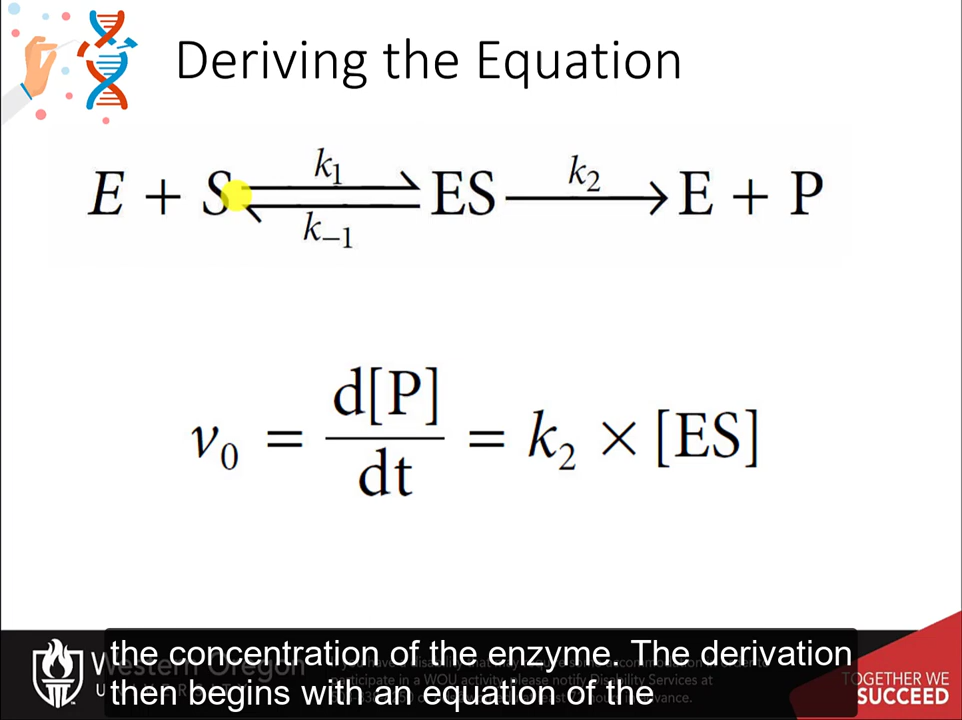 Deriving the Equation
E + S k₁ k₋₁ ES k₂ E + P
v₀ = d[P]/dt = k₂ × [ES]
the concentration of the enzyme. The derivation
then begins with an equation of the
TOGETHER WE
SUCCEED